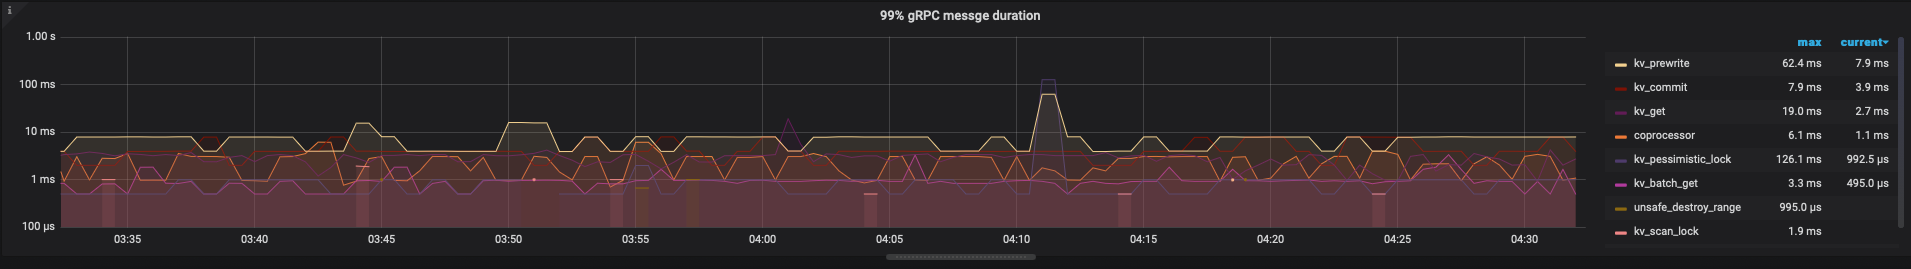 i
99% gRPC messge duration
1.00 s
100 ms
10 ms
1 ms
100 µs
03:35 03:40 03:45 03:50 03:55 04:00 04:05 04:10 04:15 04:20 04:25 04:30
max current
kv_prewrite 62.4 ms 7.9 ms
kv_commit 7.9 ms 3.9 ms
kv_get 19.0 ms 2.7 ms
coprocessor 6.1 ms 1.1 ms
kv_pessimistic_lock 126.1 ms 992.5 µs
kv_batch_get 3.3 ms 495.0 µs
unsafe_destroy_range 995.0 µs
kv_scan_lock 1.9 ms